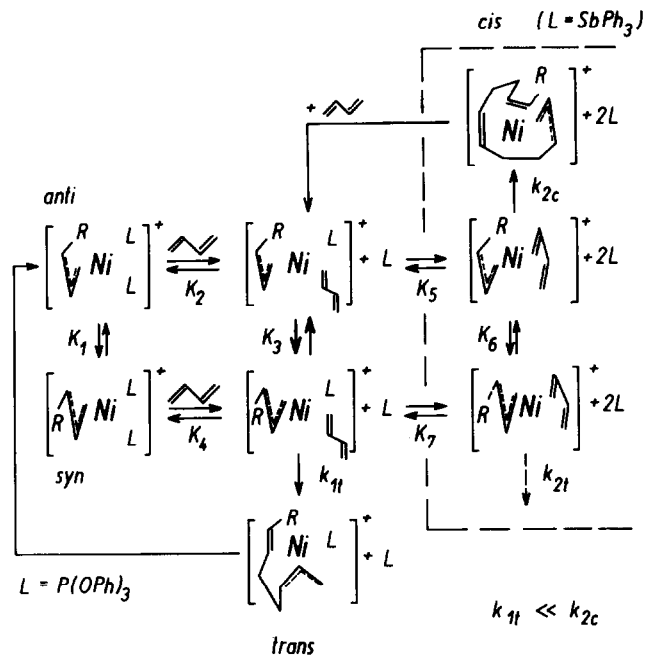 cis (L = SbPh₃)
+
[ R Ni ]⁺ + 2L
k₂c
anti
[ R Ni L L ]⁺
K₂
[ R Ni L ]⁺ + L
K₅
[ R Ni ]⁺ + 2L
K₁
K₃
K₆
[ R Ni L L ]⁺
K₄
[ R Ni L ]⁺ + L
K₇
[ R Ni ]⁺ + 2L
syn
k₁t
k₂t
[ R Ni L ]⁺ + L
L = P(OPh)₃
k₁t ≪ k₂c
trans